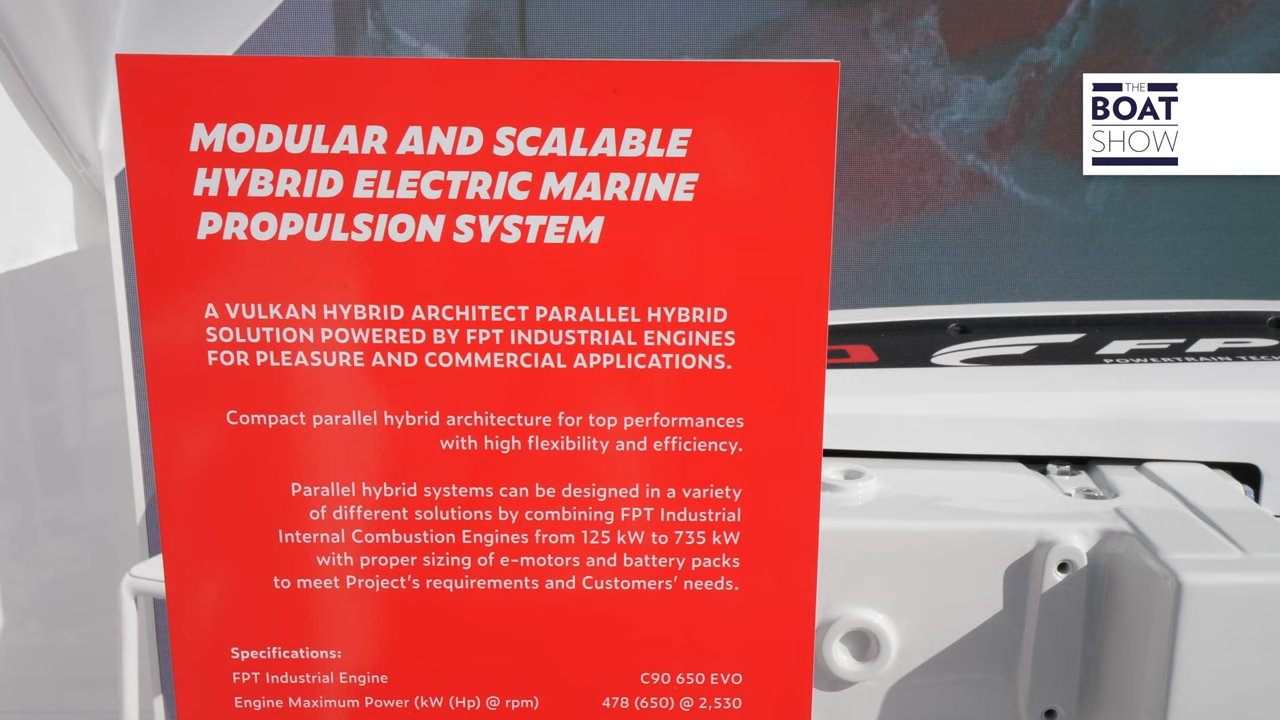 MODULAR AND SCALABLE
HYBRID ELECTRIC MARINE
PROPULSION SYSTEM
A VULKAN HYBRID ARCHITECT PARALLEL HYBRID
SOLUTION POWERED BY FPT INDUSTRIAL ENGINES
FOR PLEASURE AND COMMERCIAL APPLICATIONS.
Compact parallel hybrid architecture for top performances
with high flexibility and efficiency.
Parallel hybrid systems can be designed in a variety
of different solutions by combining FPT Industrial
Internal Combustion Engines from 125 kW to 735 kW
with proper sizing of e-motors and battery packs
to meet Project's requirements and Customers' needs.
Specifications:
FPT Industrial Engine C90 650 EVO
Engine Maximum Power (kW (Hp) @ rpm) 478 (650) @ 2,530
THE
BOAT
SHOW
FP
POWERTRAIN TEC